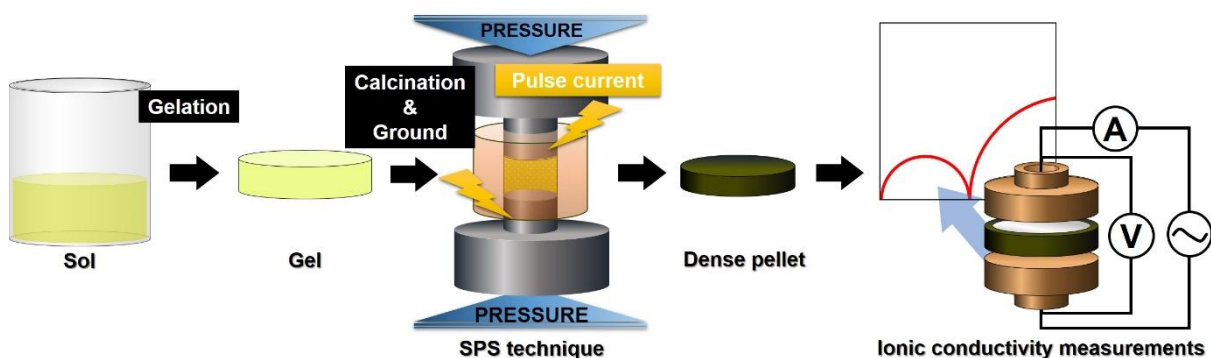 PRESSURE
Gelation
Calcination
&
Ground
Pulse current
A
V
Sol
Gel
Dense pellet
PRESSURE
SPS technique
Ionic conductivity measurements